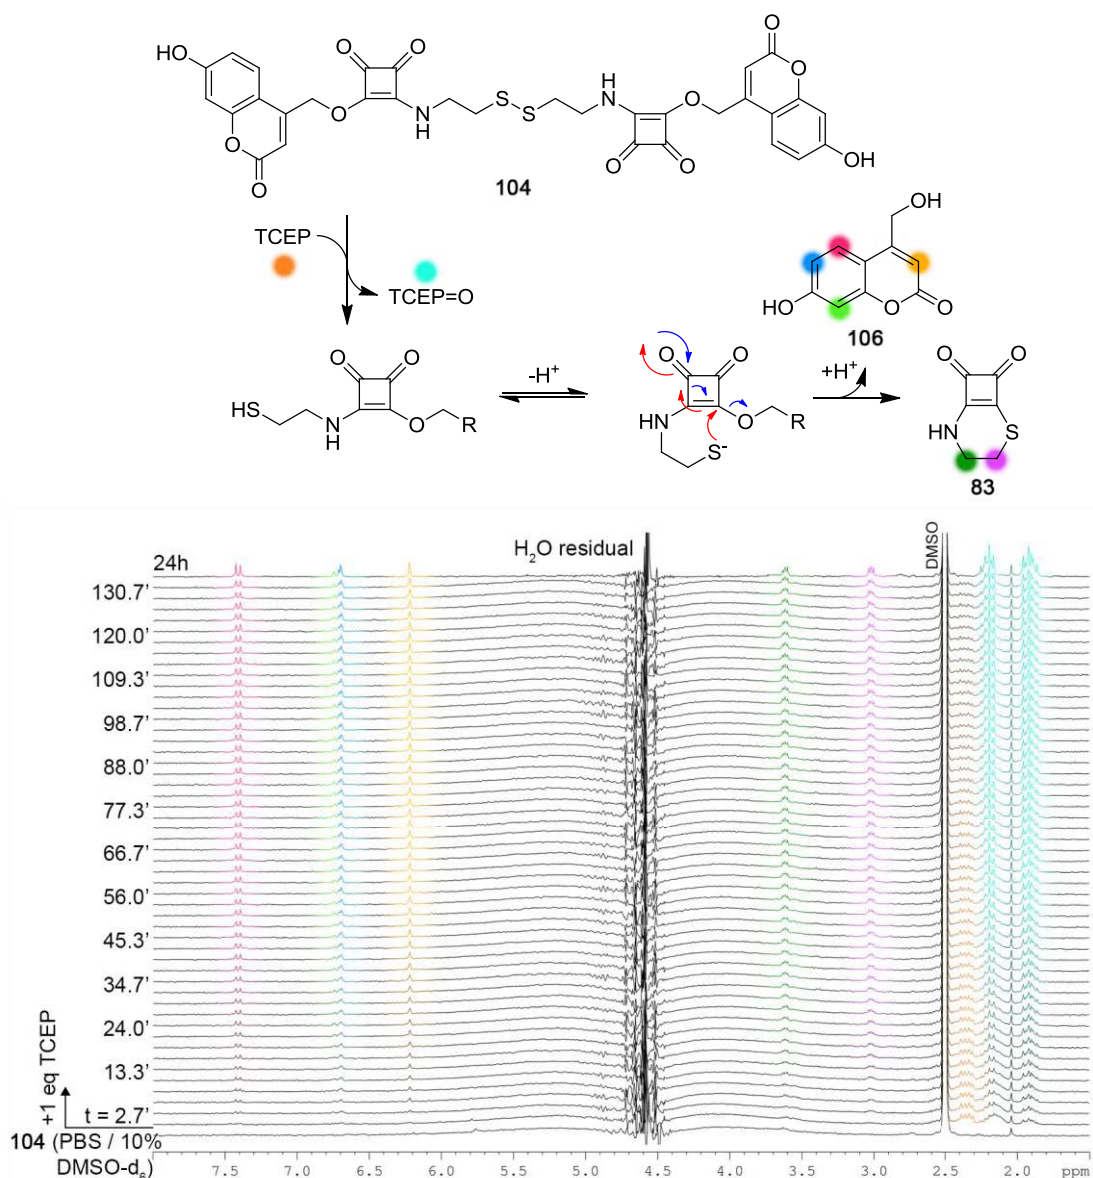 HO
O
O
O
O
O
O
N
H
S
S
H
N
O
O
O
O
O
O
OH
104
TCEP
TCEP=O
HO
OH
O
O
106
O
O
HS
N
H
O
R
-H+
O
O
HN
O
R
S-
+H+
O
O
HN
S
83
24h
H2O residual
DMSO
130.7'
120.0'
109.3'
98.7'
88.0'
77.3'
66.7'
56.0'
45.3'
34.7'
24.0'
13.3'
t = 2.7'
+1 eq TCEP
104 (PBS / 10%
DMSO-d6)
7.5 7.0 6.5 6.0 5.5 5.0 4.5 4.0 3.5 3.0 2.5 2.0 ppm